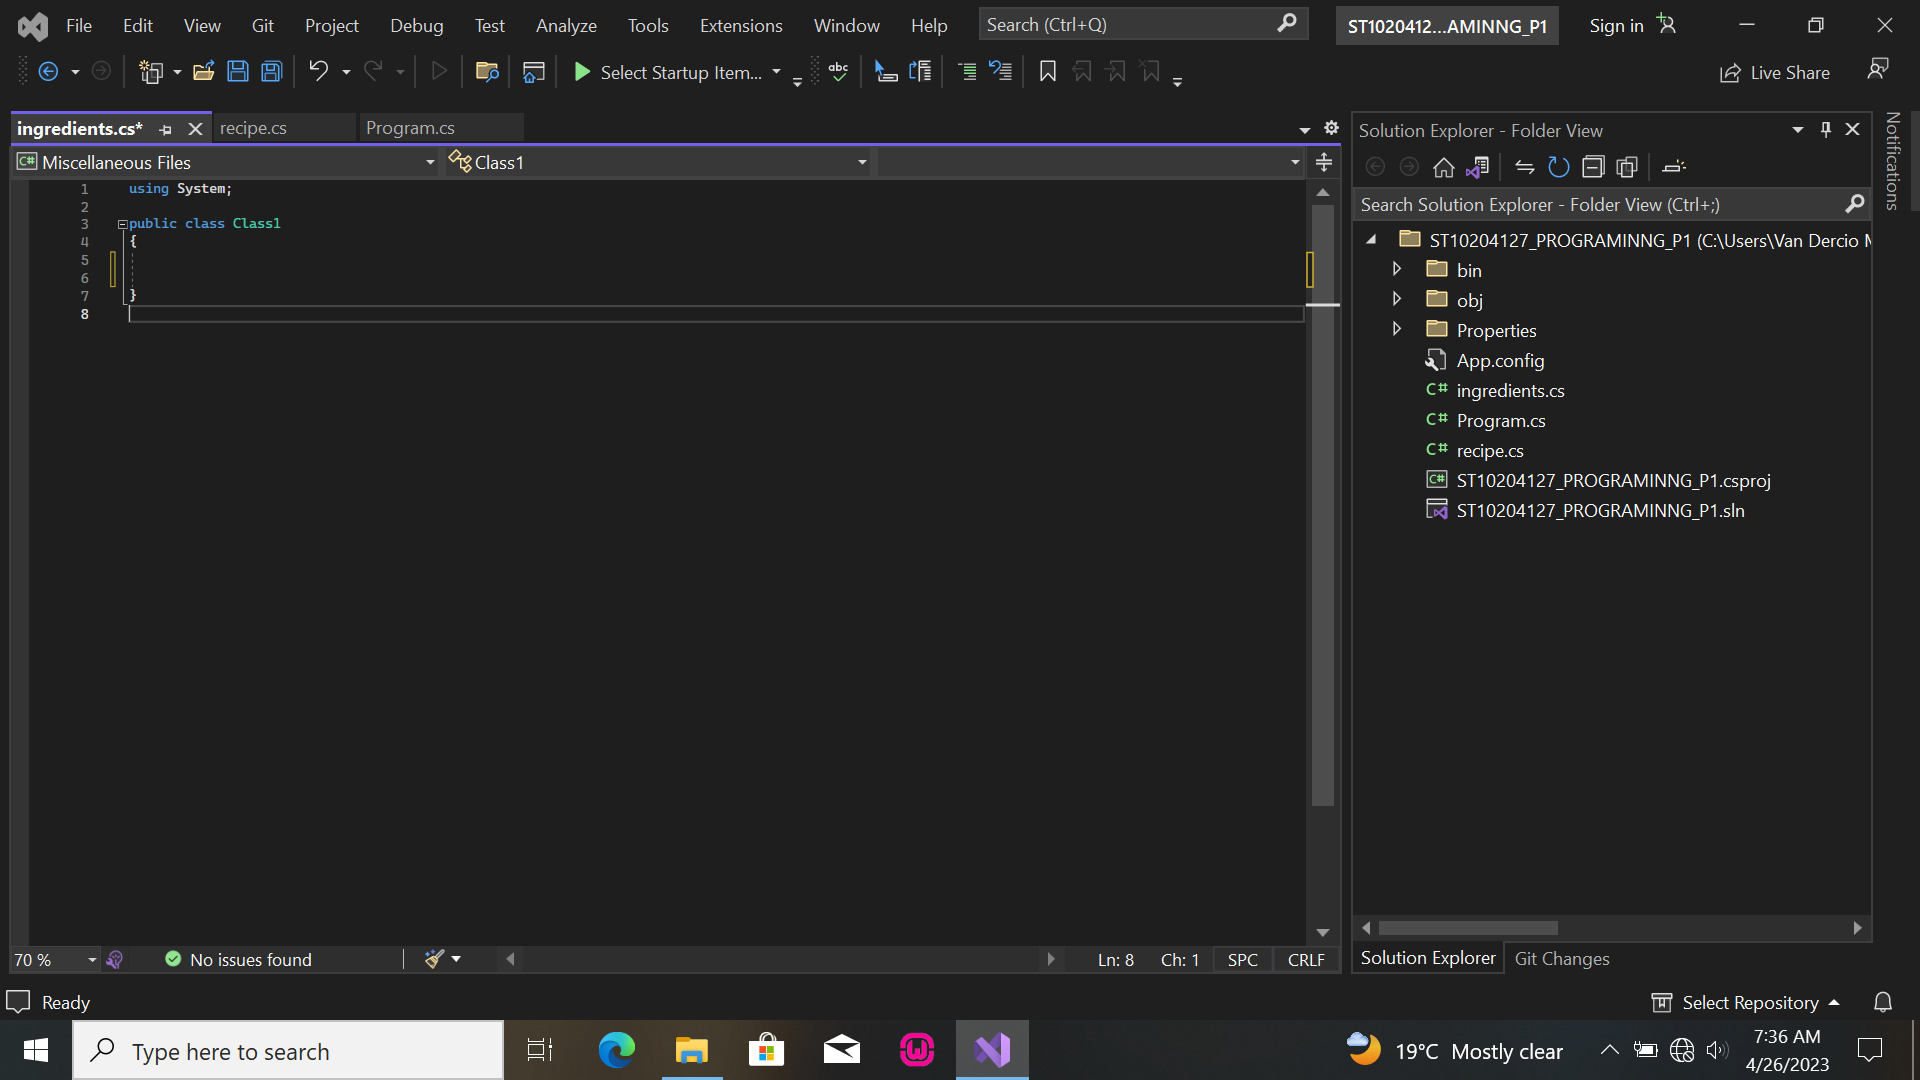 File Edit View Git Project Debug Test Analyze Tools Extensions Window Help Search (Ctrl+Q) ST1020412...AMINNG_P1 Sign in
Select Startup Item... abc Live Share
ingredients.cs* recipe.cs Program.cs
Miscellaneous Files Class1
1 using System;
2
3 public class Class1
4 {
5
6
7 }
8
70 % No issues found Ln: 8 Ch: 1 SPC CRLF
Solution Explorer - Folder View
Search Solution Explorer - Folder View (Ctrl+;)
ST10204127_PROGRAMINNG_P1 (C:\Users\Van Dercio M
bin
obj
Properties
App.config
C# ingredients.cs
C# Program.cs
C# recipe.cs
C# ST10204127_PROGRAMINNG_P1.csproj
ST10204127_PROGRAMINNG_P1.sln
Solution Explorer Git Changes
Notifications
Ready Select Repository
Type here to search 19°C Mostly clear 7:36 AM
4/26/2023